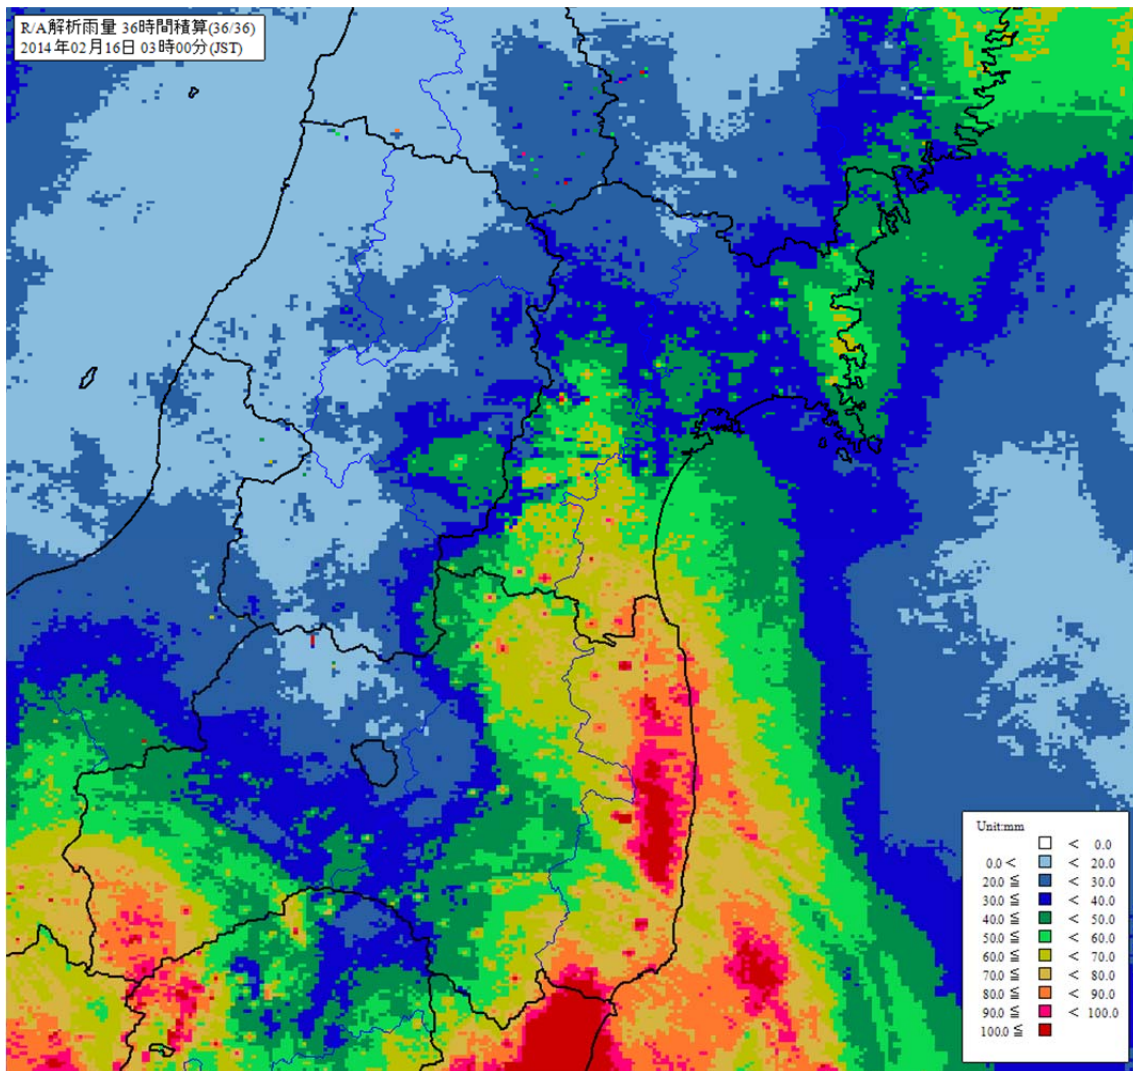 R/A解析雨量 36時間積算(36/36)
2014年02月16日 03時00分(JST)
Unit:mm
< 0.0
0.0 < < 20.0
20.0 ≦ < 30.0
30.0 ≦ < 40.0
40.0 ≦ < 50.0
50.0 ≦ < 60.0
60.0 ≦ < 70.0
70.0 ≦ < 80.0
80.0 ≦ < 90.0
90.0 ≦ < 100.0
100.0 ≦